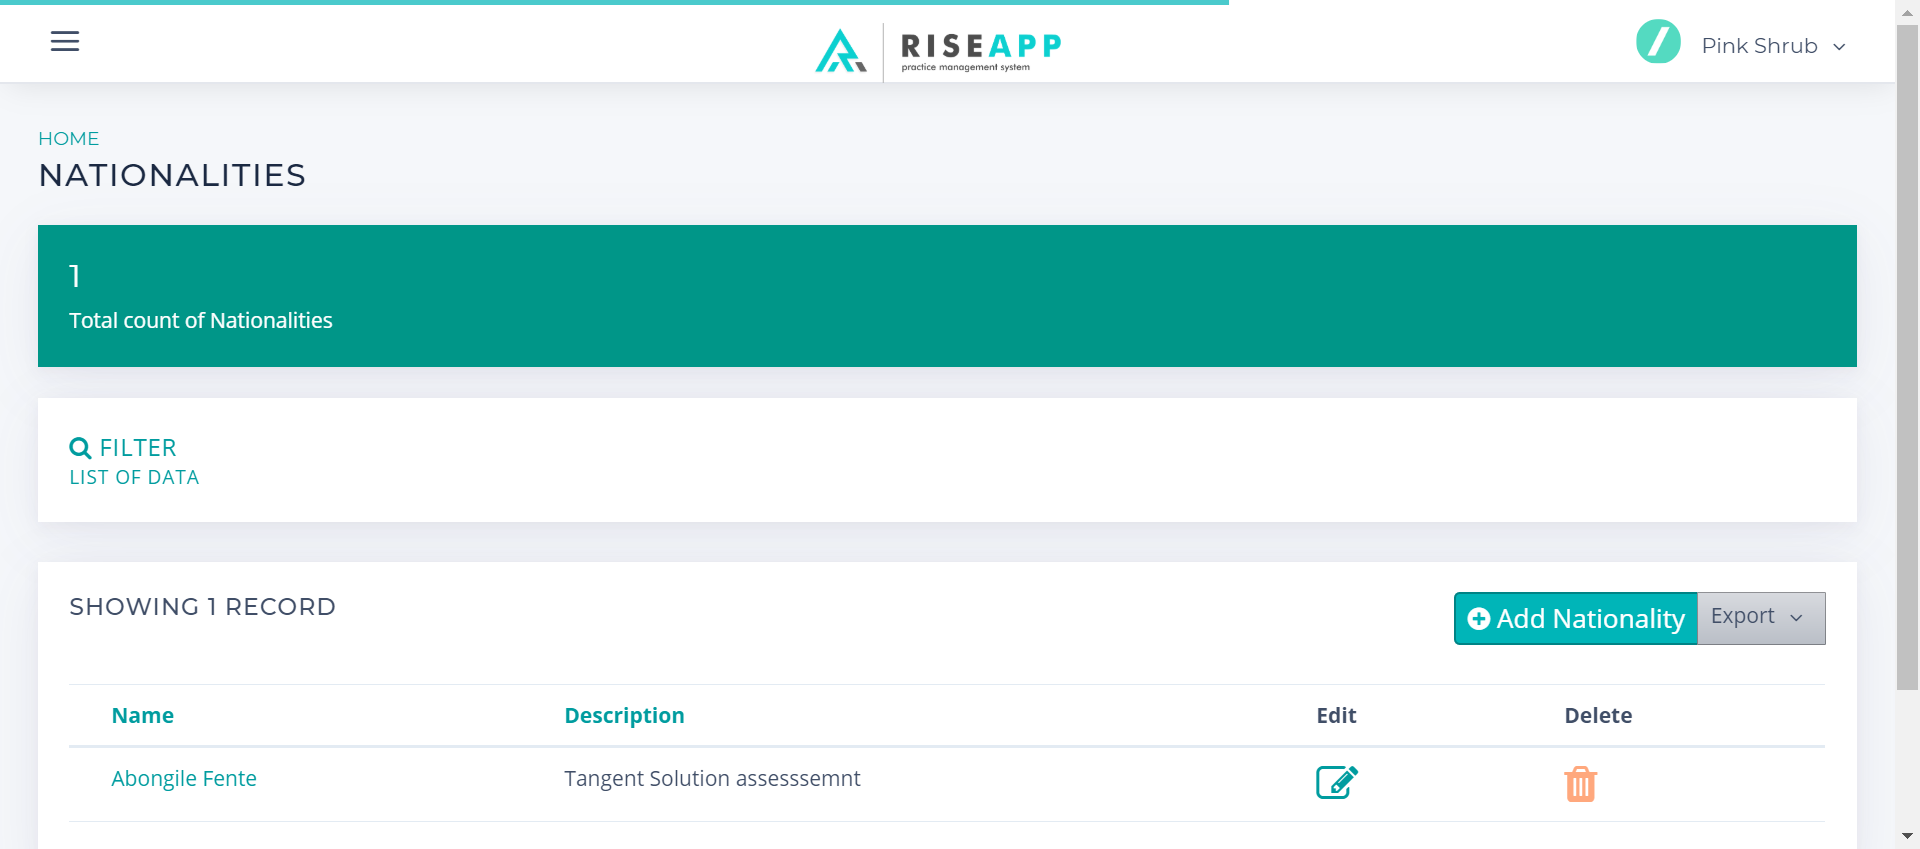 RISEAPP
practice management system
Pink Shrub
HOME
NATIONALITIES
1
Total count of Nationalities
FILTER
LIST OF DATA
SHOWING 1 RECORD
Add Nationality Export
Name Description Edit Delete
Abongile Fente Tangent Solution assesssemnt